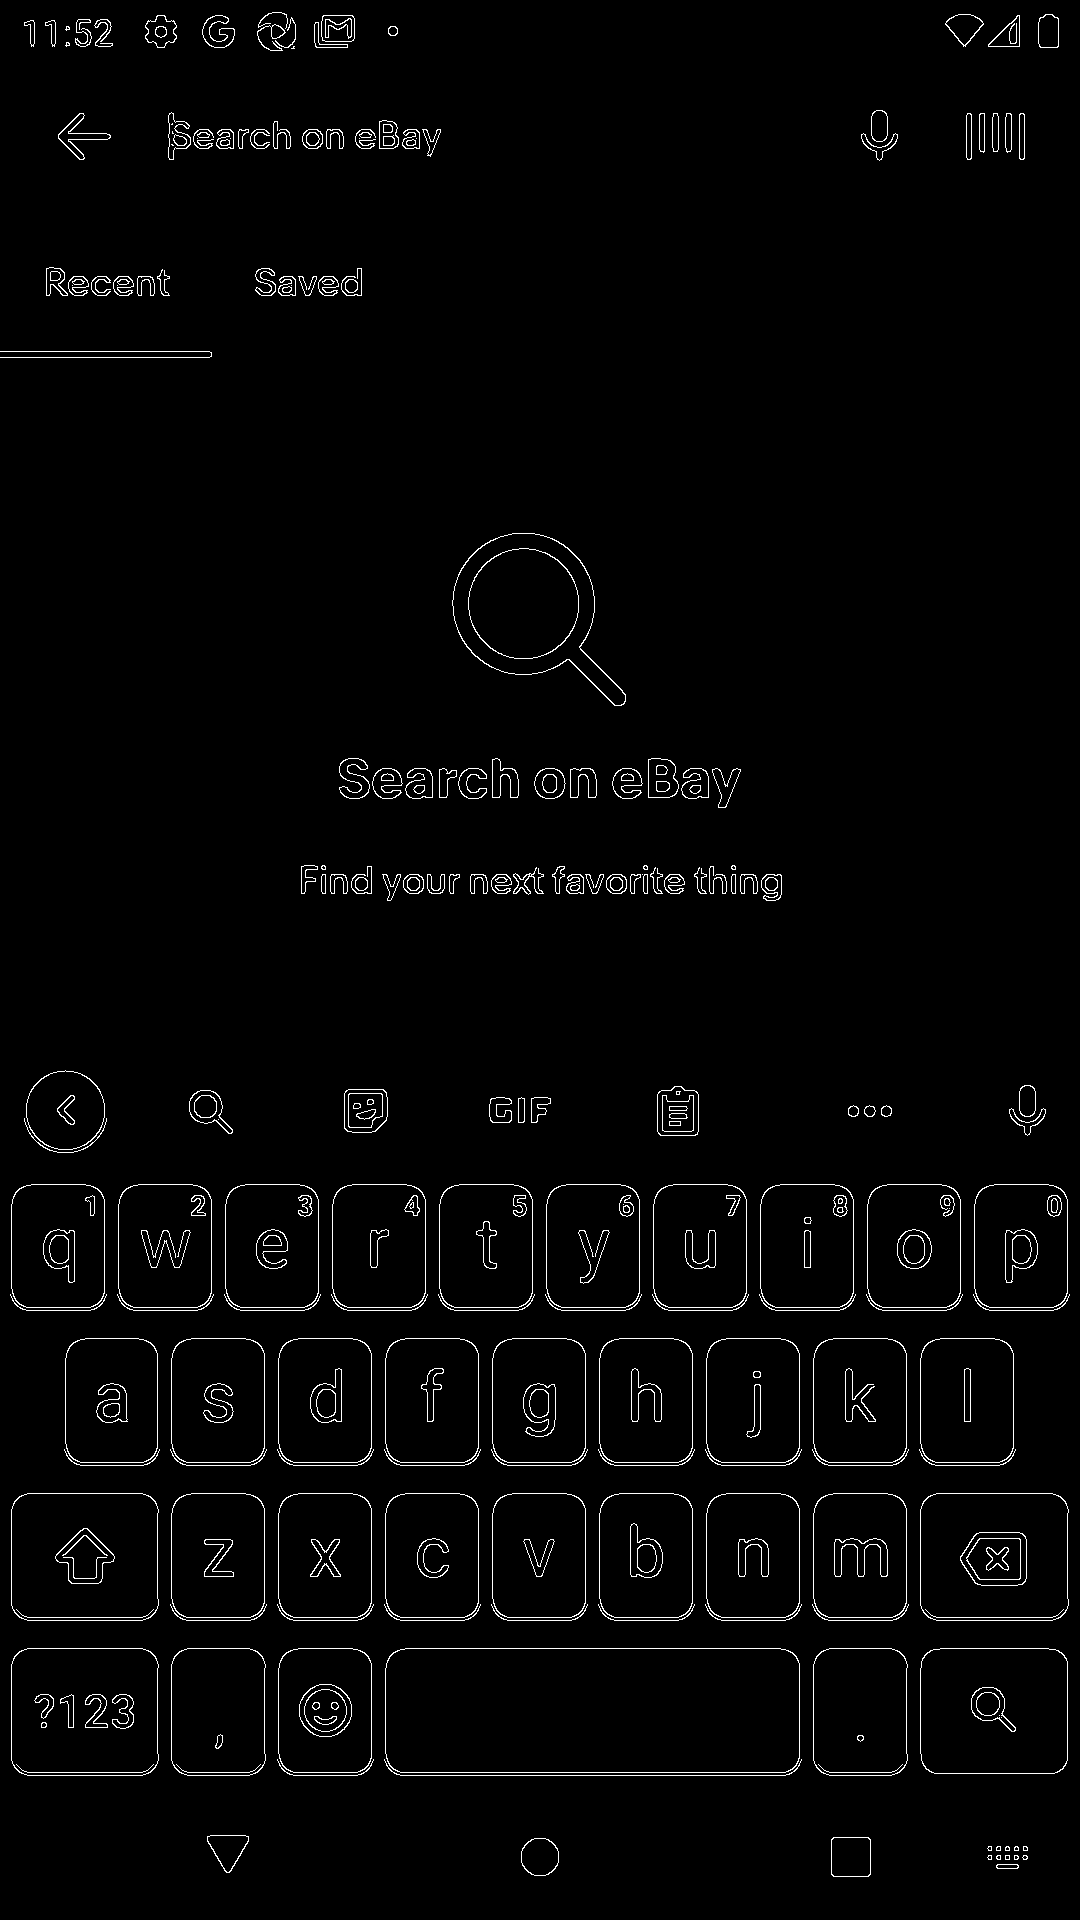 11:52
Search on eBay
Recent Saved
Search on eBay
Find your next favorite thing
GIF
1 2 3 4 5 6 7 8 9 0
q w e r t y u i o p
a s d f g h j k l
z x c v b n m
?123 , .